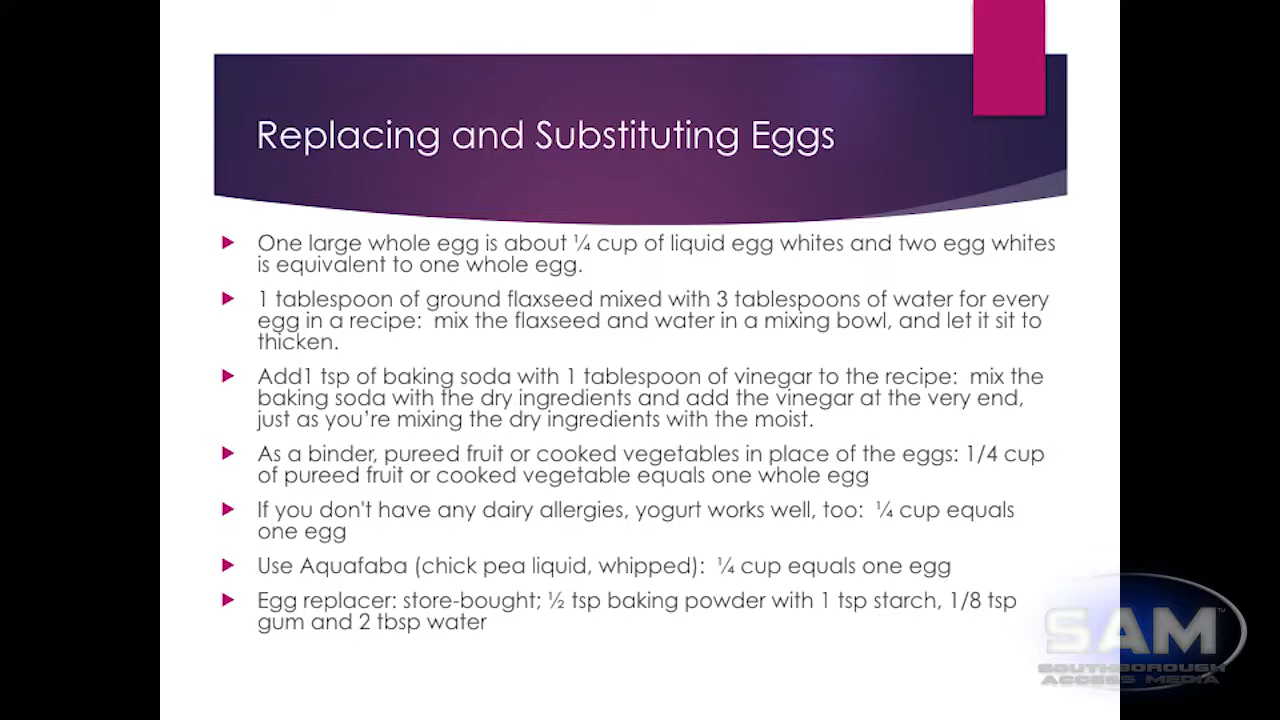 Replacing and Substituting Eggs
One large whole egg is about ¼ cup of liquid egg whites and two egg whites
is equivalent to one whole egg.
1 tablespoon of ground flaxseed mixed with 3 tablespoons of water for every
egg in a recipe:  mix the flaxseed and water in a mixing bowl, and let it sit to
thicken.
Add1 tsp of baking soda with 1 tablespoon of vinegar to the recipe:  mix the
baking soda with the dry ingredients and add the vinegar at the very end,
just as you’re mixing the dry ingredients with the moist.
As a binder, pureed fruit or cooked vegetables in place of the eggs: 1/4 cup
of pureed fruit or cooked vegetable equals one whole egg
If you don't have any dairy allergies, yogurt works well, too:  ¼ cup equals
one egg
Use Aquafaba (chick pea liquid, whipped):  ¼ cup equals one egg
Egg replacer: store-bought; ½ tsp baking powder with 1 tsp starch, 1/8 tsp
gum and 2 tbsp water
SAM™
SOUTHBOROUGH
ACCESS MEDIA